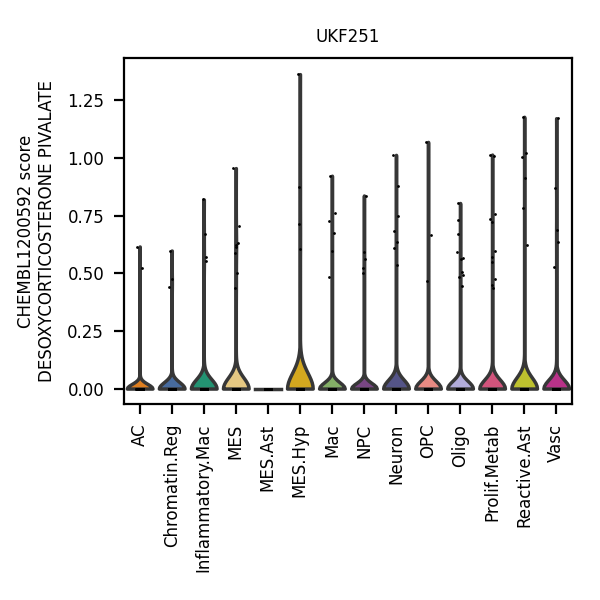 UKF251
CHEMBL1200592 score
DESOXYCORTICOSTERONE PIVALATE
1.25
1.00
0.75
0.50
0.25
0.00
AC
Chromatin.Reg
Inflammatory.Mac
MES
MES.Ast
MES.Hyp
Mac
NPC
Neuron
OPC
Oligo
Prolif.Metab
Reactive.Ast
Vasc